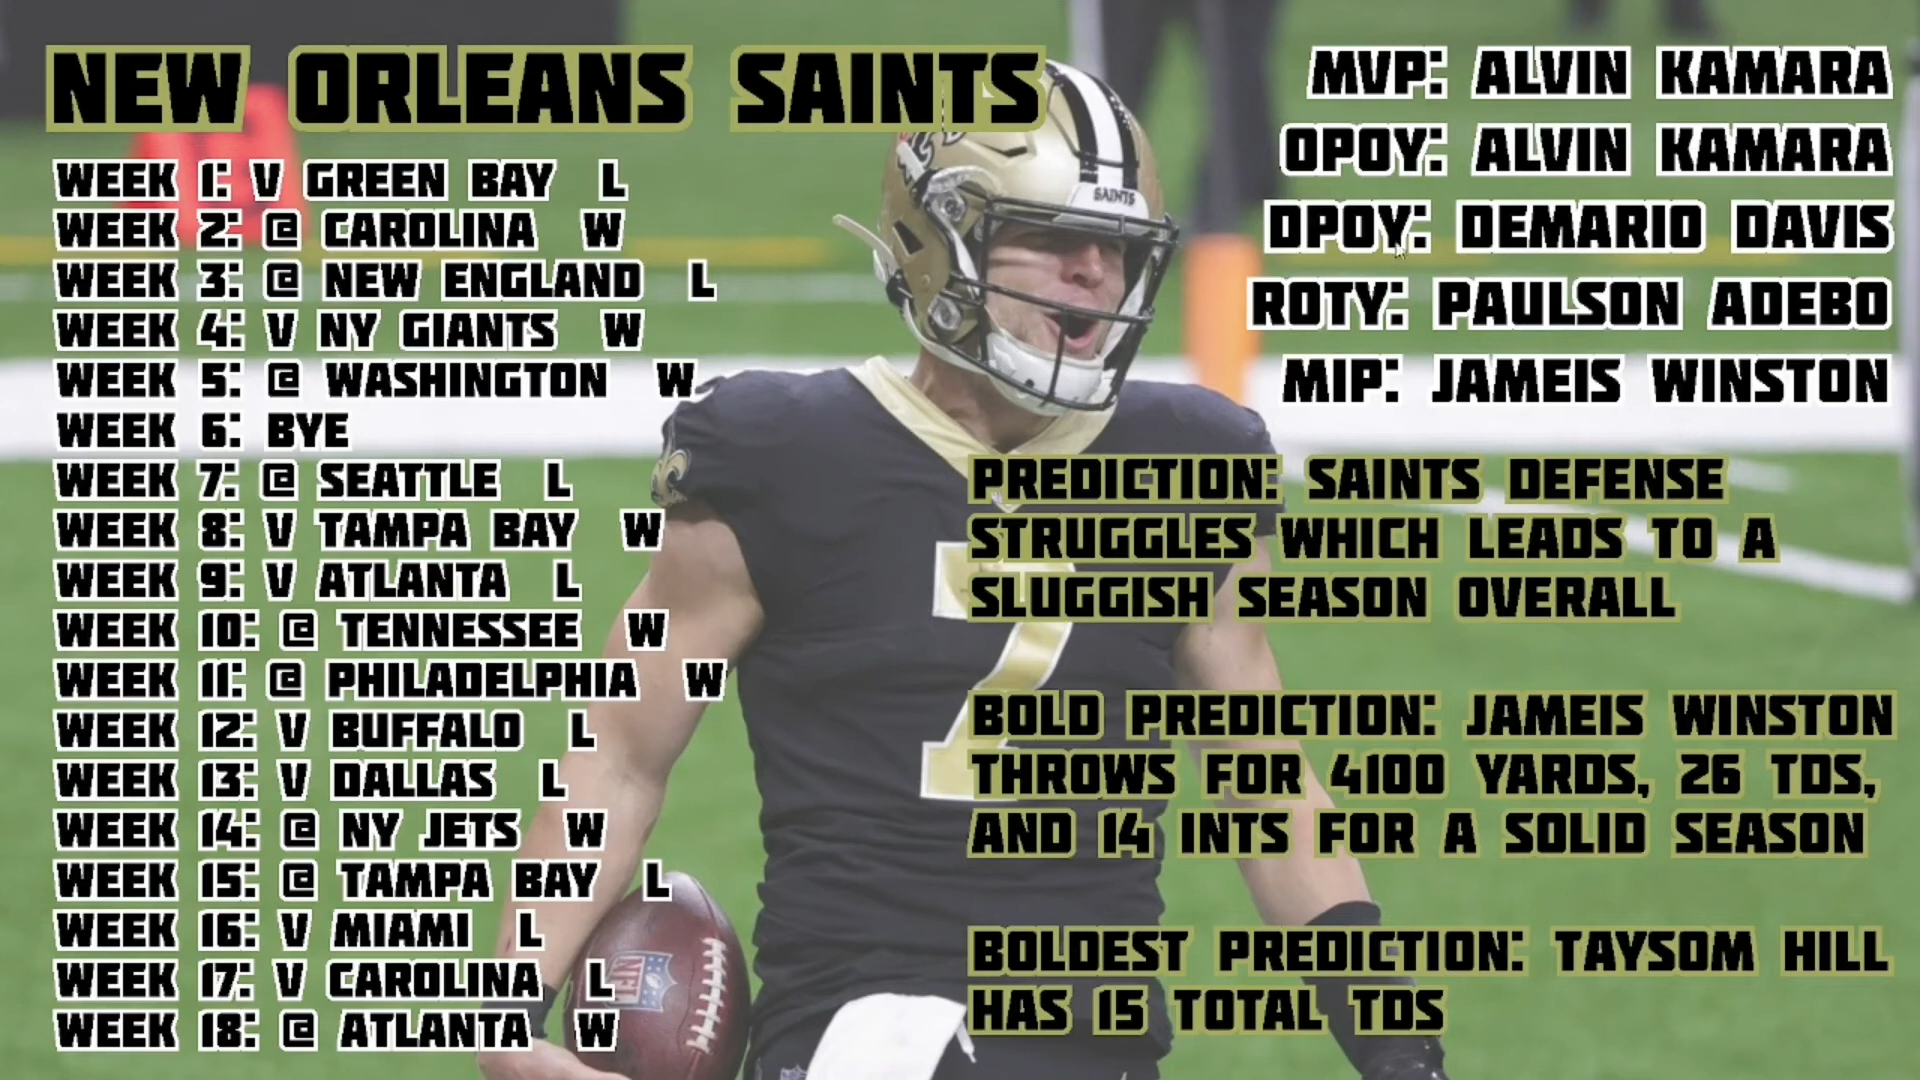 NEW ORLEANS SAINTS
WEEK 1: V GREEN BAY L
WEEK 2: @ CAROLINA W
WEEK 3: @ NEW ENGLAND L
WEEK 4: V NY GIANTS W
WEEK 5: @ WASHINGTON W
WEEK 6: BYE
WEEK 7: @ SEATTLE L
WEEK 8: V TAMPA BAY W
WEEK 9: V ATLANTA L
WEEK 10: @ TENNESSEE W
WEEK 11: @ PHILADELPHIA W
WEEK 12: V BUFFALO L
WEEK 13: V DALLAS L
WEEK 14: @ NY JETS W
WEEK 15: @ TAMPA BAY L
WEEK 16: V MIAMI L
WEEK 17: V CAROLINA L
WEEK 18: @ ATLANTA W
MVP: ALVIN KAMARA
OPOY: ALVIN KAMARA
DPOY: DEMARIO DAVIS
ROTY: PAULSON ADEBO
MIP: JAMEIS WINSTON
PREDICTION: SAINTS DEFENSE
STRUGGLES WHICH LEADS TO A
SLUGGISH SEASON OVERALL
BOLD PREDICTION: JAMEIS WINSTON
THROWS FOR 4100 YARDS, 26 TDS,
AND 14 INTS FOR A SOLID SEASON
BOLDEST PREDICTION: TAYSOM HILL
HAS 15 TOTAL TDS
SAINTS
7
NFL